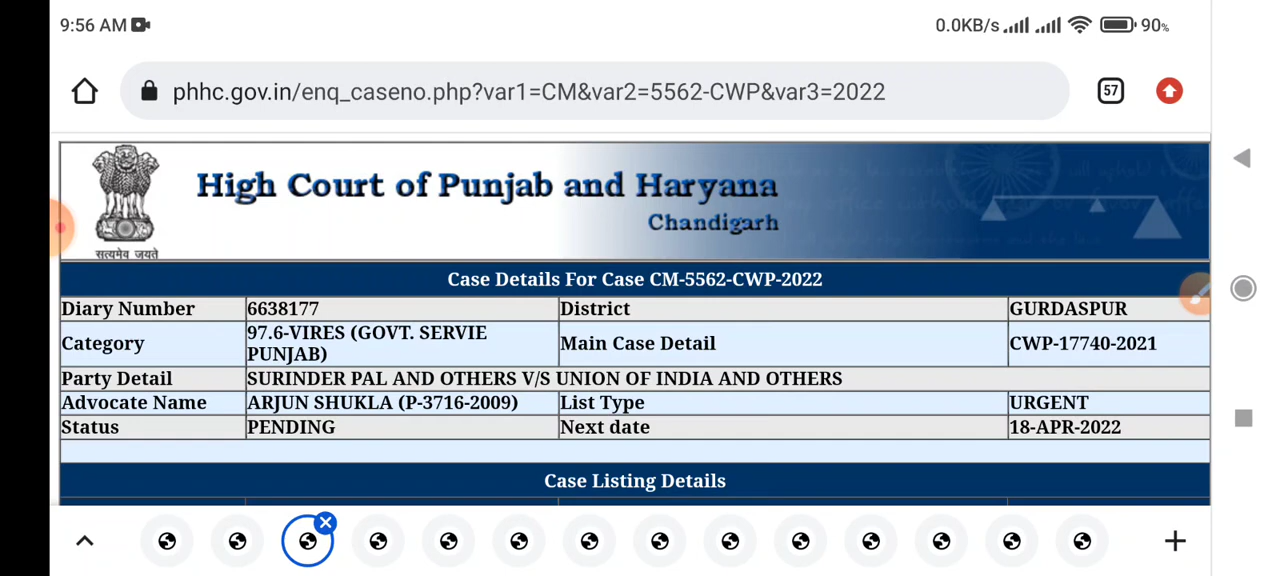 9:56 AM 0.0KB/s 90%
phhc.gov.in/enq_caseno.php?var1=CM&var2=5562-CWP&var3=2022 57
High Court of Punjab and Haryana
Chandigarh
सत्यमेव जयते
Case Details For Case CM-5562-CWP-2022
Diary Number 6638177 District GURDASPUR
Category 97.6-VIRES (GOVT. SERVIE PUNJAB) Main Case Detail CWP-17740-2021
Party Detail SURINDER PAL AND OTHERS V/S UNION OF INDIA AND OTHERS
Advocate Name ARJUN SHUKLA (P-3716-2009) List Type URGENT
Status PENDING Next date 18-APR-2022
Case Listing Details